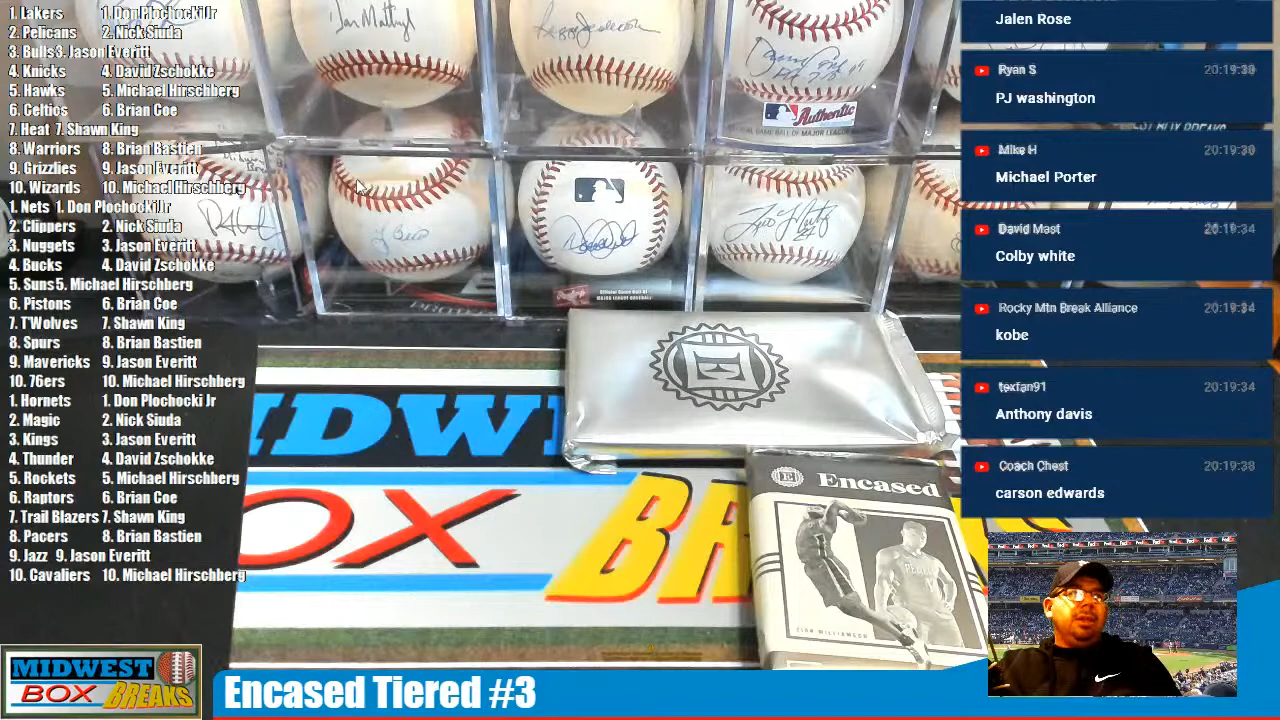 1. Lakers 1. Don Plochocki Jr
2. Pelicans 2. Nick Siuda
3. Bulls 3. Jason Everitt
4. Knicks 4. David Zschokke
5. Hawks 5. Michael Hirschberg
6. Celtios 6. Brian Coe
7. Heat 7. Shawn King
8. Warriors 8. Brian Bastien
9. Grizzlies 9. Jason Everitt
10. Wizards 10. Michael Hirschberg
1. Nets 1. Don Plochocki Jr
2. Clippers 2. Nick Siuda
3. Nuggets 3. Jason Everitt
4. Bucks 4. David Zschokke
5. Suns 5. Michael Hirschberg
6. Pistons 6. Brian Coe
7. T'Wolves 7. Shawn King
8. Spurs 8. Brian Bastien
9. Mavericks 9. Jason Everitt
10. 76ers 10. Michael Hirschberg
1. Hornets 1. Don Plochocki Jr
2. Magic 2. Nick Siuda
3. Kings 3. Jason Everitt
4. Thunder 4. David Zschokke
5. Rockets 5. Michael Hirschberg
6. Raptors 6. Brian Coe
7. Trail Blazers 7. Shawn King
8. Pacers 8. Brian Bastien
9. Jazz 9. Jason Everitt
10. Cavaliers 10. Michael Hirschberg
Don Mattingly
Authentic
IDW
OX
BR
E
Encased
ZION WILLIAMSON
Jalen Rose
Ryan S 20:19:30
PJ washington
Mike H 20:19:30
Michael Porter
David Mast 20:19:34
Colby white
Rocky Mtn Break Alliance 20:19:34
kobe
texfan91 20:19:34
Anthony davis
Coach Chest 20:19:38
carson edwards
MIDWEST
BOX BREAKS
Encased Tiered #3